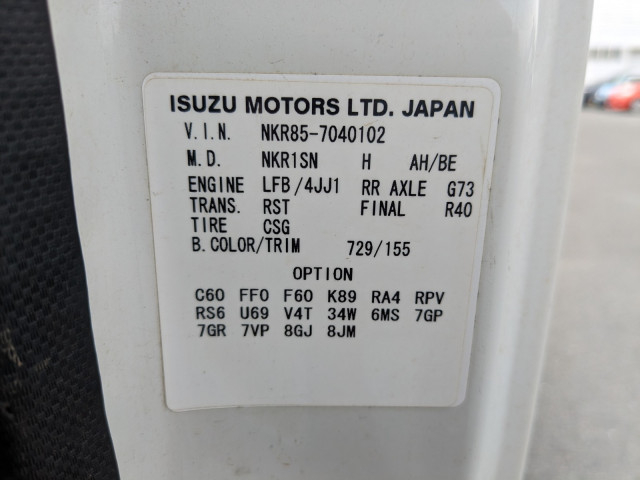 ISUZU MOTORS LTD. JAPAN
V.I.N. NKR85-7040102
M.D. NKR1SN H AH/BE
ENGINE LFB/4JJ1 RR AXLE G73
TRANS. RST FINAL R40
TIRE CSG
B.COLOR/TRIM 729/155
OPTION
C60 FF0 F60 K89 RA4 RPV
RS6 U69 V4T 34W 6MS 7GP
7GR 7VP 8GJ 8JM